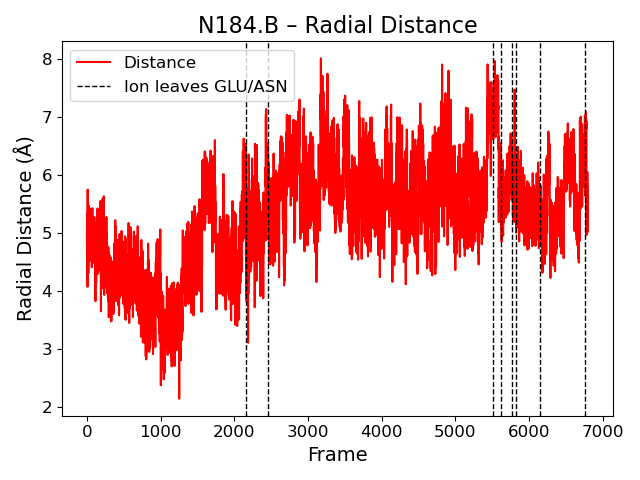 N184.B – Radial Distance
Distance
Ion leaves GLU/ASN
Radial Distance (Å)
8
7
6
5
4
3
2
0 1000 2000 3000 4000 5000 6000 7000
Frame